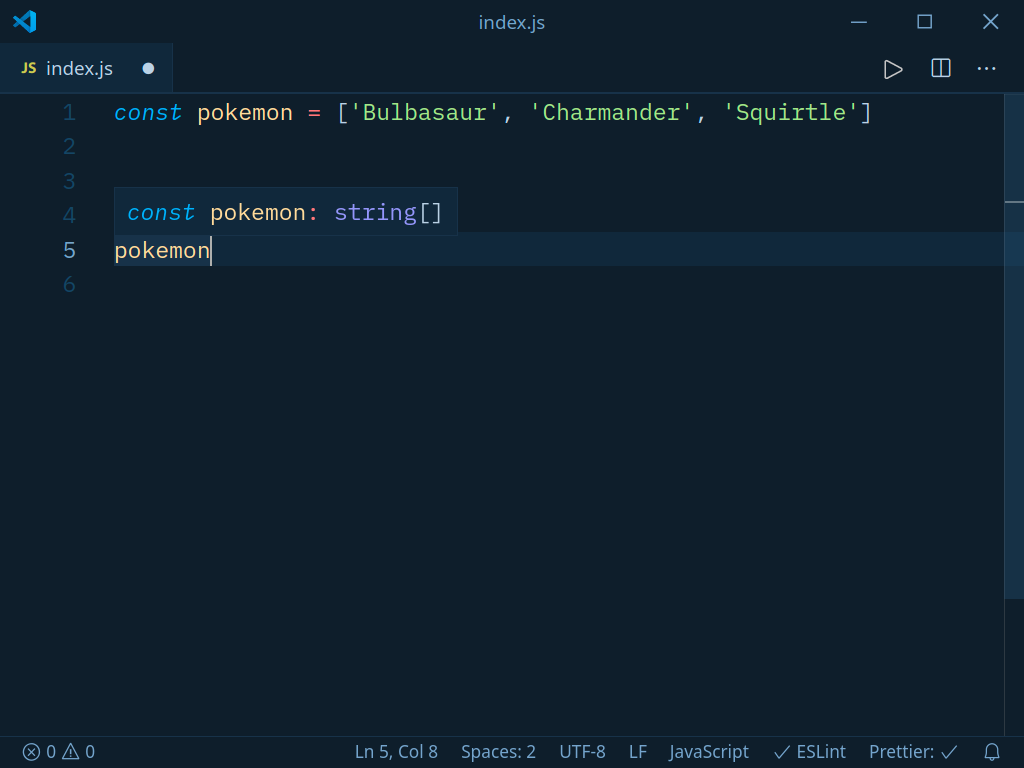 index.js
JS index.js
1 const pokemon = ['Bulbasaur', 'Charmander', 'Squirtle']
2
3
4 const pokemon: string[]
5 pokemon
6
0 0 Ln 5, Col 8 Spaces: 2 UTF-8 LF JavaScript ESLint Prettier: